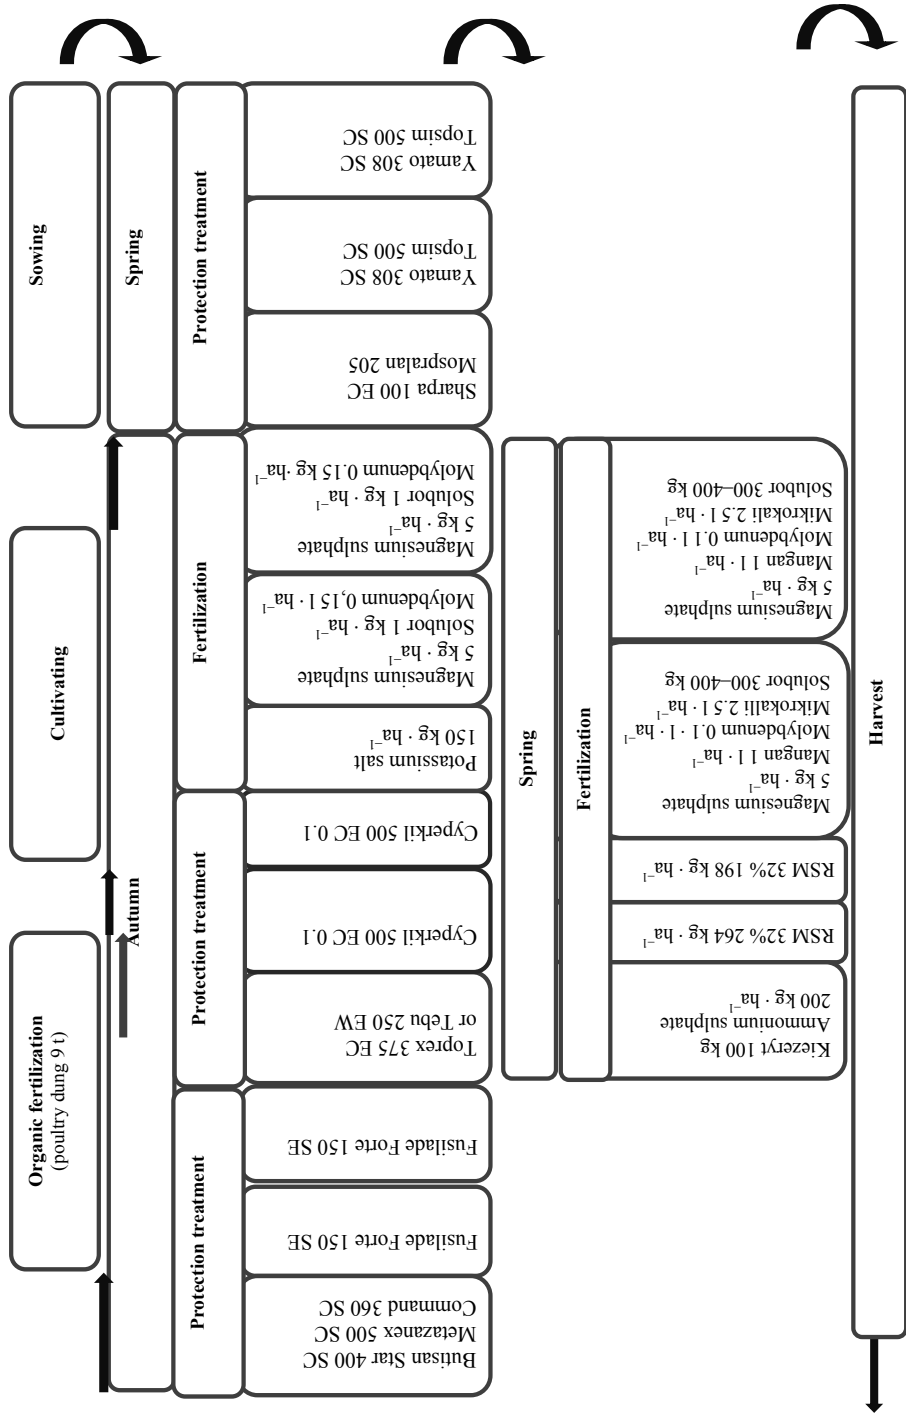 Organic fertilization
(poultry dung 9 t)
Cultivating
Sowing
Autumn
Protection treatment
Butisan Star 400 SC
Metazanex 500 SC
Command 360 SC
Fusilade Forte 150 SE
Fusilade Forte 150 SE
Protection treatment
Toprex 375 EC
or Tebu 250 EW
Cyperkil 500 EC 0.1
Cyperkil 500 EC 0.1
Fertilization
Potassium salt
150 kg · ha⁻¹
Magnesium sulphate
5 kg · ha⁻¹
Solubor 1 kg · ha⁻¹
Molybdenum 0,15 l · ha⁻¹
Magnesium sulphate
5 kg · ha⁻¹
Solubor 1 kg · ha⁻¹
Molybdenum 0.15 kg ·ha⁻¹
Spring
Protection treatment
Sharpa 100 EC
Mospralan 205
Yamato 308 SC
Topsim 500 SC
Yamato 308 SC
Topsim 500 SC
Spring
Fertilization
Kiezeryt 100 kg
Ammonium sulphate
200 kg · ha⁻¹
RSM 32% 264 kg · ha⁻¹
RSM 32% 198 kg · ha⁻¹
Magnesium sulphate
5 kg · ha⁻¹
Mangan 1 l · ha⁻¹
Molybdenum 0.1 · l · ha⁻¹
Mikrokalli 2.5 l · ha⁻¹
Solubor 300–400 kg
Magnesium sulphate
5 kg · ha⁻¹
Mangan 1 l · ha⁻¹
Molybdenum 0.1 l · ha⁻¹
Mikrokali 2.5 l · ha⁻¹
Solubor 300–400 kg
Harvest